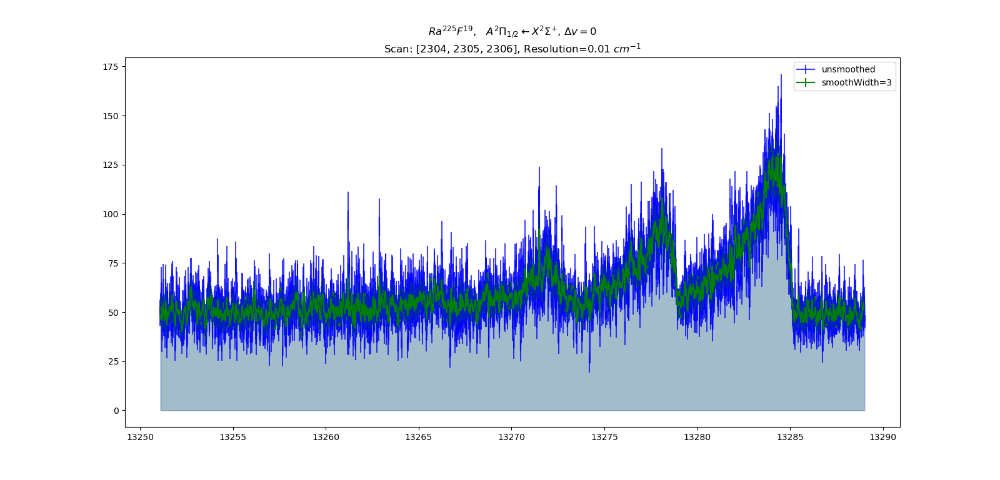 Ra²²⁵F¹⁹, A²Π₁/₂ ← X²Σ⁺, Δv = 0
Scan: [2304, 2305, 2306], Resolution=0.01 cm⁻¹
unsmoothed
smoothWidth=3
175
150
125
100
75
50
25
0
13250 13255 13260 13265 13270 13275 13280 13285 13290